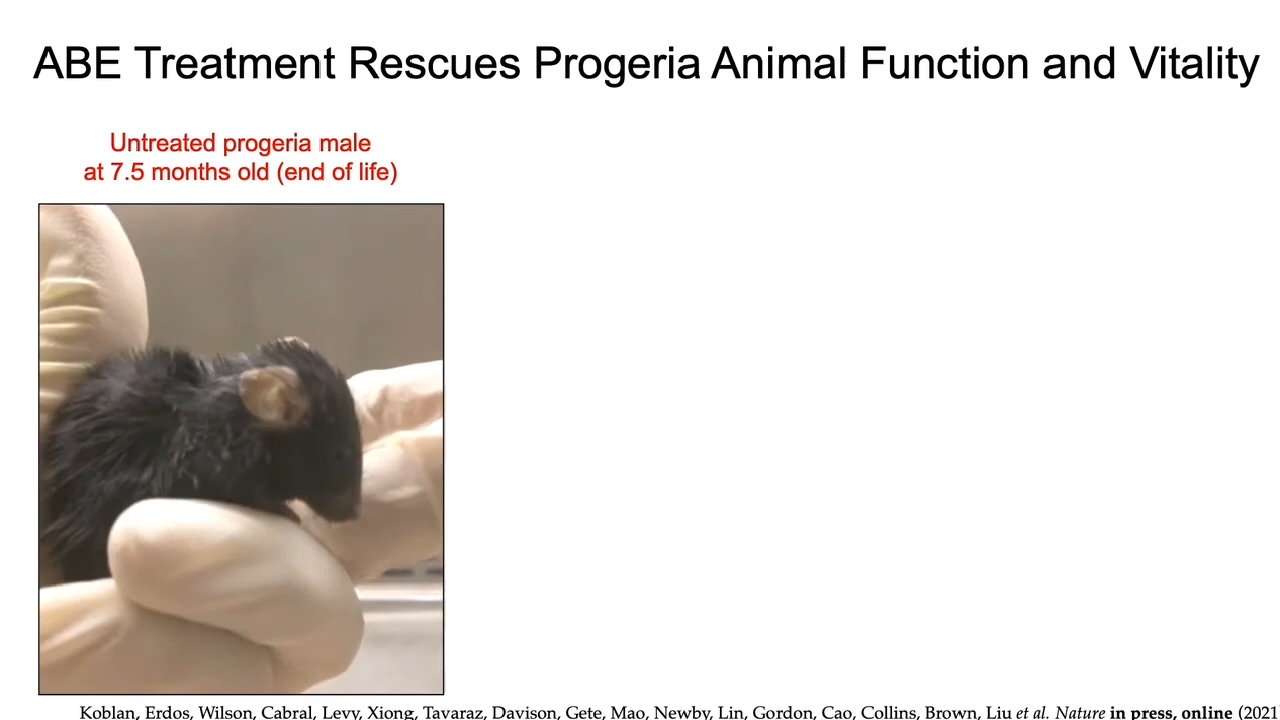 ABE Treatment Rescues Progeria Animal Function and Vitality
Untreated progeria male
at 7.5 months old (end of life)
Koblan, Erdos, Wilson, Cabral, Levy, Xiong, Tavaraz, Davison, Gete, Mao, Newby, Lin, Gordon, Cao, Collins, Brown, Liu et al. Nature in press, online (2021